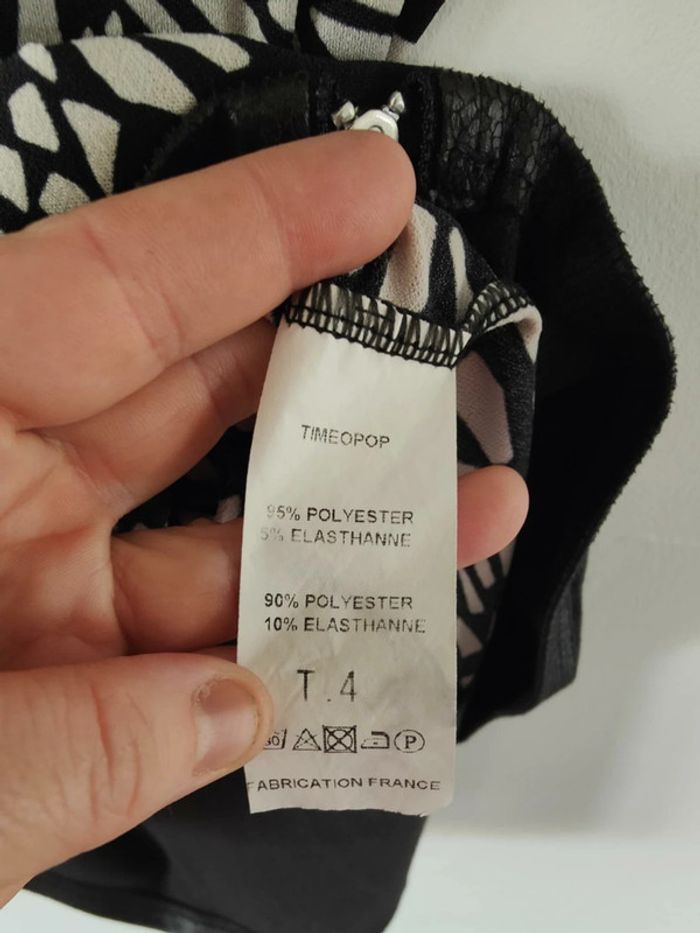 TIMEOPOP
95% POLYESTER
5% ELASTHANNE
90% POLYESTER
10% ELASTHANNE
T.4
P
FABRICATION FRANCE